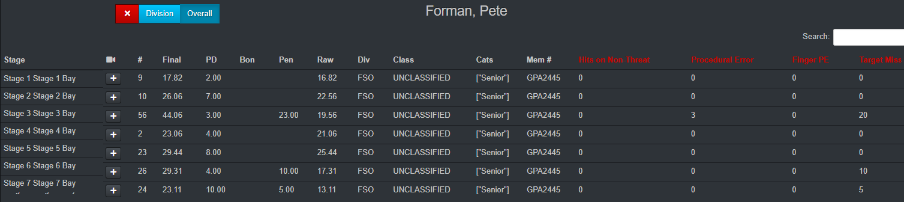 Forman, Pete
× Division Overall
Search:
Stage # Final PD Bon Pen Raw Div Class Cats Mem # Hits on Non-Threat Procedural Error Finger PE Target Miss
Stage 1 Stage 1 Bay + 9 17.82 2.00 16.82 FSO UNCLASSIFIED ["Senior"] GPA2445 0 0 0 0
Stage 2 Stage 2 Bay + 10 26.06 7.00 22.56 FSO UNCLASSIFIED ["Senior"] GPA2445 0 0 0 0
Stage 3 Stage 3 Bay + 56 44.06 3.00 23.00 19.56 FSO UNCLASSIFIED ["Senior"] GPA2445 0 3 0 20
Stage 4 Stage 4 Bay + 2 23.06 4.00 21.06 FSO UNCLASSIFIED ["Senior"] GPA2445 0 0 0 0
Stage 5 Stage 5 Bay + 23 29.44 8.00 25.44 FSO UNCLASSIFIED ["Senior"] GPA2445 0 0 0 0
Stage 6 Stage 6 Bay + 26 29.31 4.00 10.00 17.31 FSO UNCLASSIFIED ["Senior"] GPA2445 0 0 0 10
Stage 7 Stage 7 Bay + 24 23.11 10.00 5.00 13.11 FSO UNCLASSIFIED ["Senior"] GPA2445 0 0 0 5